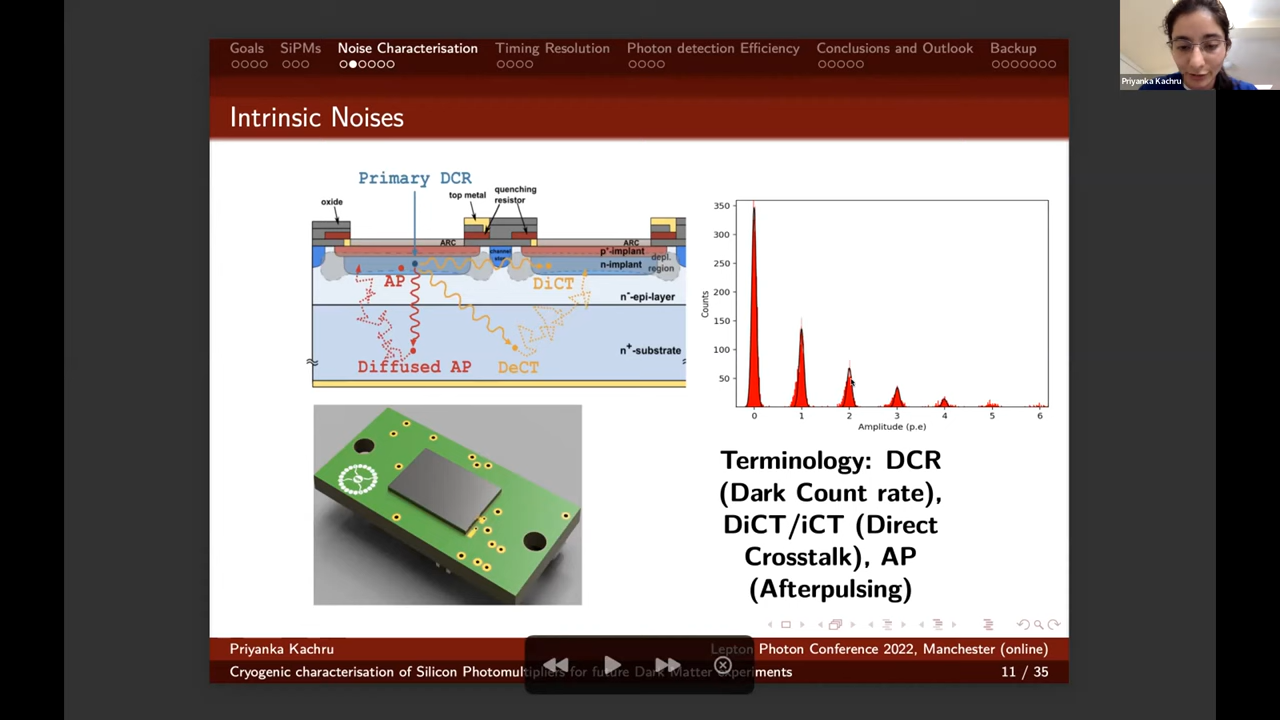 Goals SiPMs Noise Characterisation Timing Resolution Photon detection Efficiency Conclusions and Outlook Backup
Priyanka Kachru
Intrinsic Noises
Primary DCR
oxide
top metal
quenching
resistor
ARC
channel
stop
ARC
p+-implant
n-implant
depl.
region
AP
DiCT
n--epi-layer
n+-substrate
Diffused AP
DeCT
350
300
250
200
150
100
50
Counts
0 1 2 3 4 5 6
Amplitude (p.e)
Terminology: DCR
(Dark Count rate),
DiCT/iCT (Direct
Crosstalk), AP
(Afterpulsing)
Priyanka Kachru
Lepton Photon Conference 2022, Manchester (online)
Cryogenic characterisation of Silicon Photomultipliers for future Dark Matter experiments
11 / 35